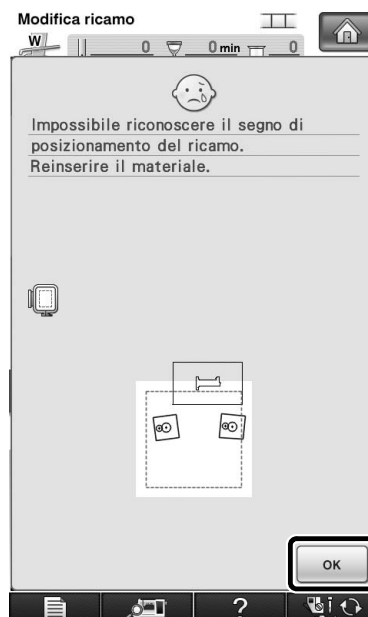 Modifica ricamo
W
0 0 min 0
Impossibile riconoscere il segno di
posizionamento del ricamo.
Reinserire il materiale.
OK
?